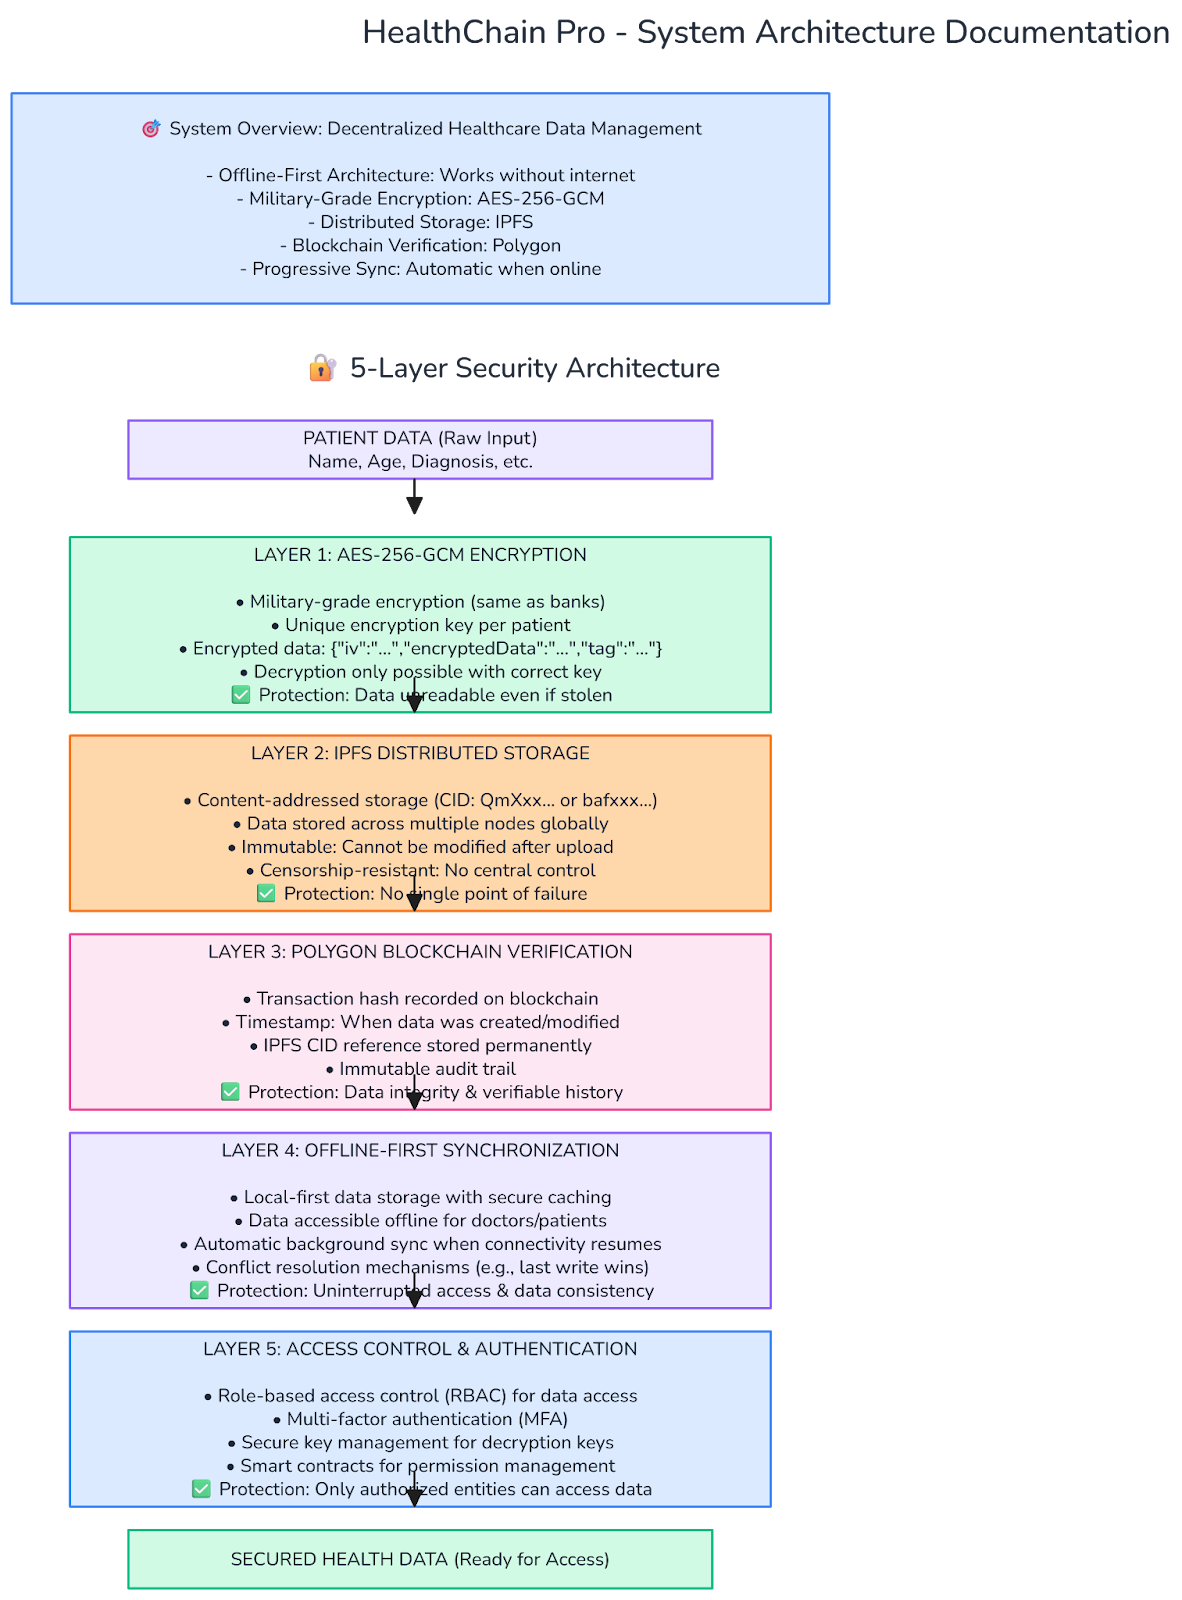 HealthChain Pro - System Architecture Documentation
🎯 System Overview: Decentralized Healthcare Data Management
- Offline-First Architecture: Works without internet
- Military-Grade Encryption: AES-256-GCM
- Distributed Storage: IPFS
- Blockchain Verification: Polygon
- Progressive Sync: Automatic when online
🔐 5-Layer Security Architecture
PATIENT DATA (Raw Input)
Name, Age, Diagnosis, etc.
LAYER 1: AES-256-GCM ENCRYPTION
• Military-grade encryption (same as banks)
• Unique encryption key per patient
• Encrypted data: {"iv":"...","encryptedData":"...","tag":"..."}
• Decryption only possible with correct key
✅ Protection: Data unreadable even if stolen
LAYER 2: IPFS DISTRIBUTED STORAGE
• Content-addressed storage (CID: QmXxx... or bafxxx...)
• Data stored across multiple nodes globally
• Immutable: Cannot be modified after upload
• Censorship-resistant: No central control
✅ Protection: No single point of failure
LAYER 3: POLYGON BLOCKCHAIN VERIFICATION
• Transaction hash recorded on blockchain
• Timestamp: When data was created/modified
• IPFS CID reference stored permanently
• Immutable audit trail
✅ Protection: Data integrity & verifiable history
LAYER 4: OFFLINE-FIRST SYNCHRONIZATION
• Local-first data storage with secure caching
• Data accessible offline for doctors/patients
• Automatic background sync when connectivity resumes
• Conflict resolution mechanisms (e.g., last write wins)
✅ Protection: Uninterrupted access & data consistency
LAYER 5: ACCESS CONTROL & AUTHENTICATION
• Role-based access control (RBAC) for data access
• Multi-factor authentication (MFA)
• Secure key management for decryption keys
• Smart contracts for permission management
✅ Protection: Only authorized entities can access data
SECURED HEALTH DATA (Ready for Access)